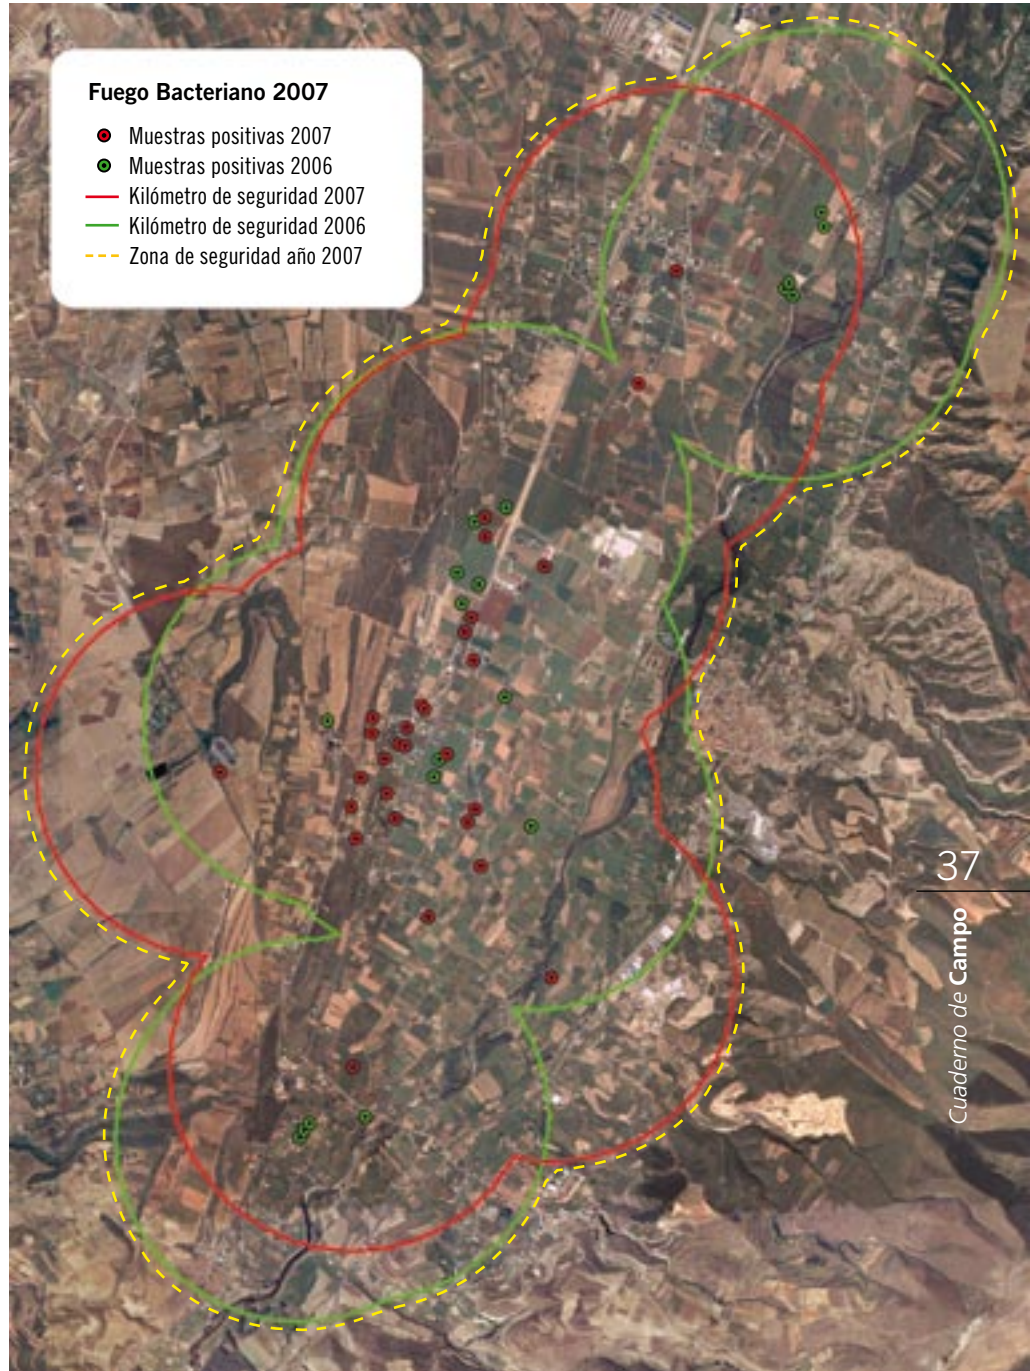 Fuego Bacteriano 2007
Muestras positivas 2007
Muestras positivas 2006
Kilómetro de seguridad 2007
Kilómetro de seguridad 2006
Zona de seguridad año 2007
37
Cuaderno de Campo